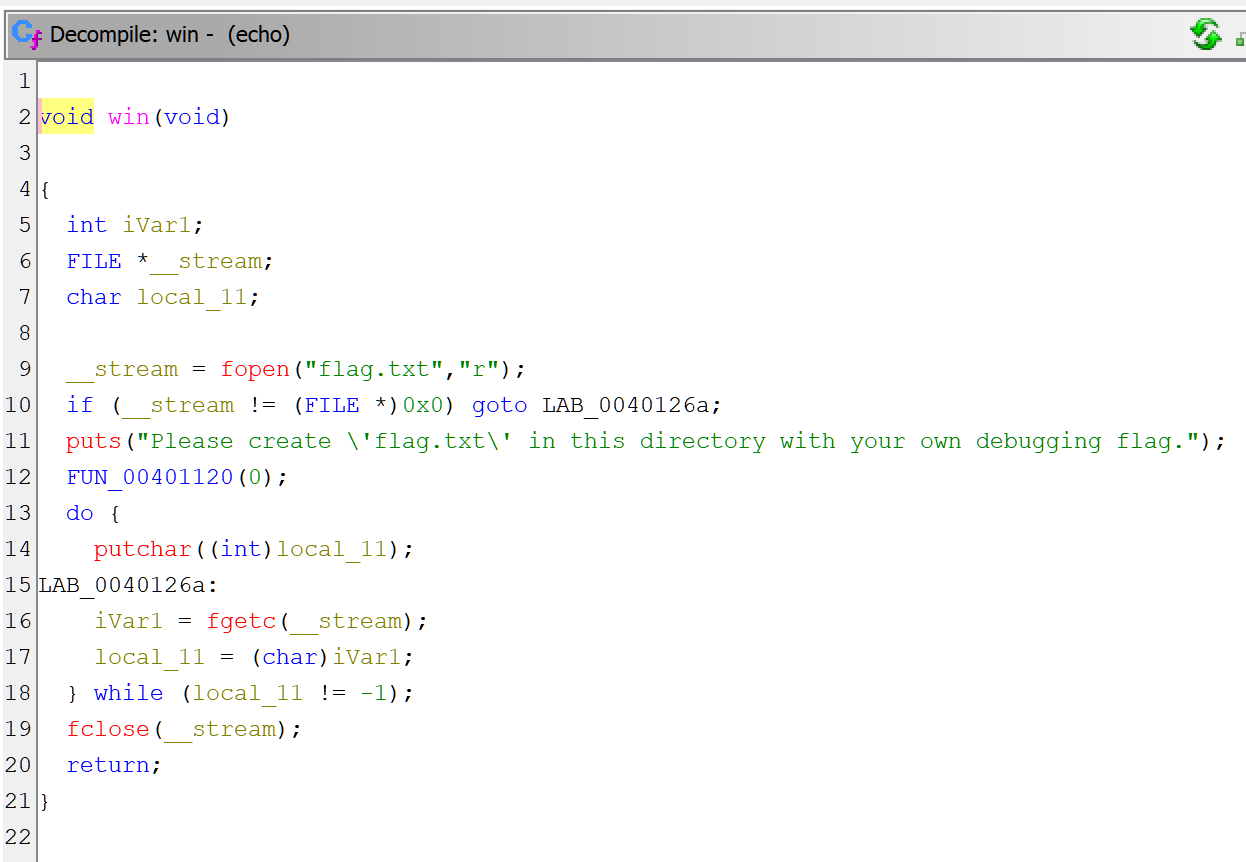 Decompile: win - (echo)
1
2 void win(void)
3
4 {
5 int iVar1;
6 FILE *__stream;
7 char local_11;
8
9 __stream = fopen("flag.txt","r");
10 if (__stream != (FILE *)0x0) goto LAB_0040126a;
11 puts("Please create \'flag.txt\' in this directory with your own debugging flag.");
12 FUN_00401120(0);
13 do {
14 putchar((int)local_11);
15 LAB_0040126a:
16 iVar1 = fgetc(__stream);
17 local_11 = (char)iVar1;
18 } while (local_11 != -1);
19 fclose(__stream);
20 return;
21 }
22